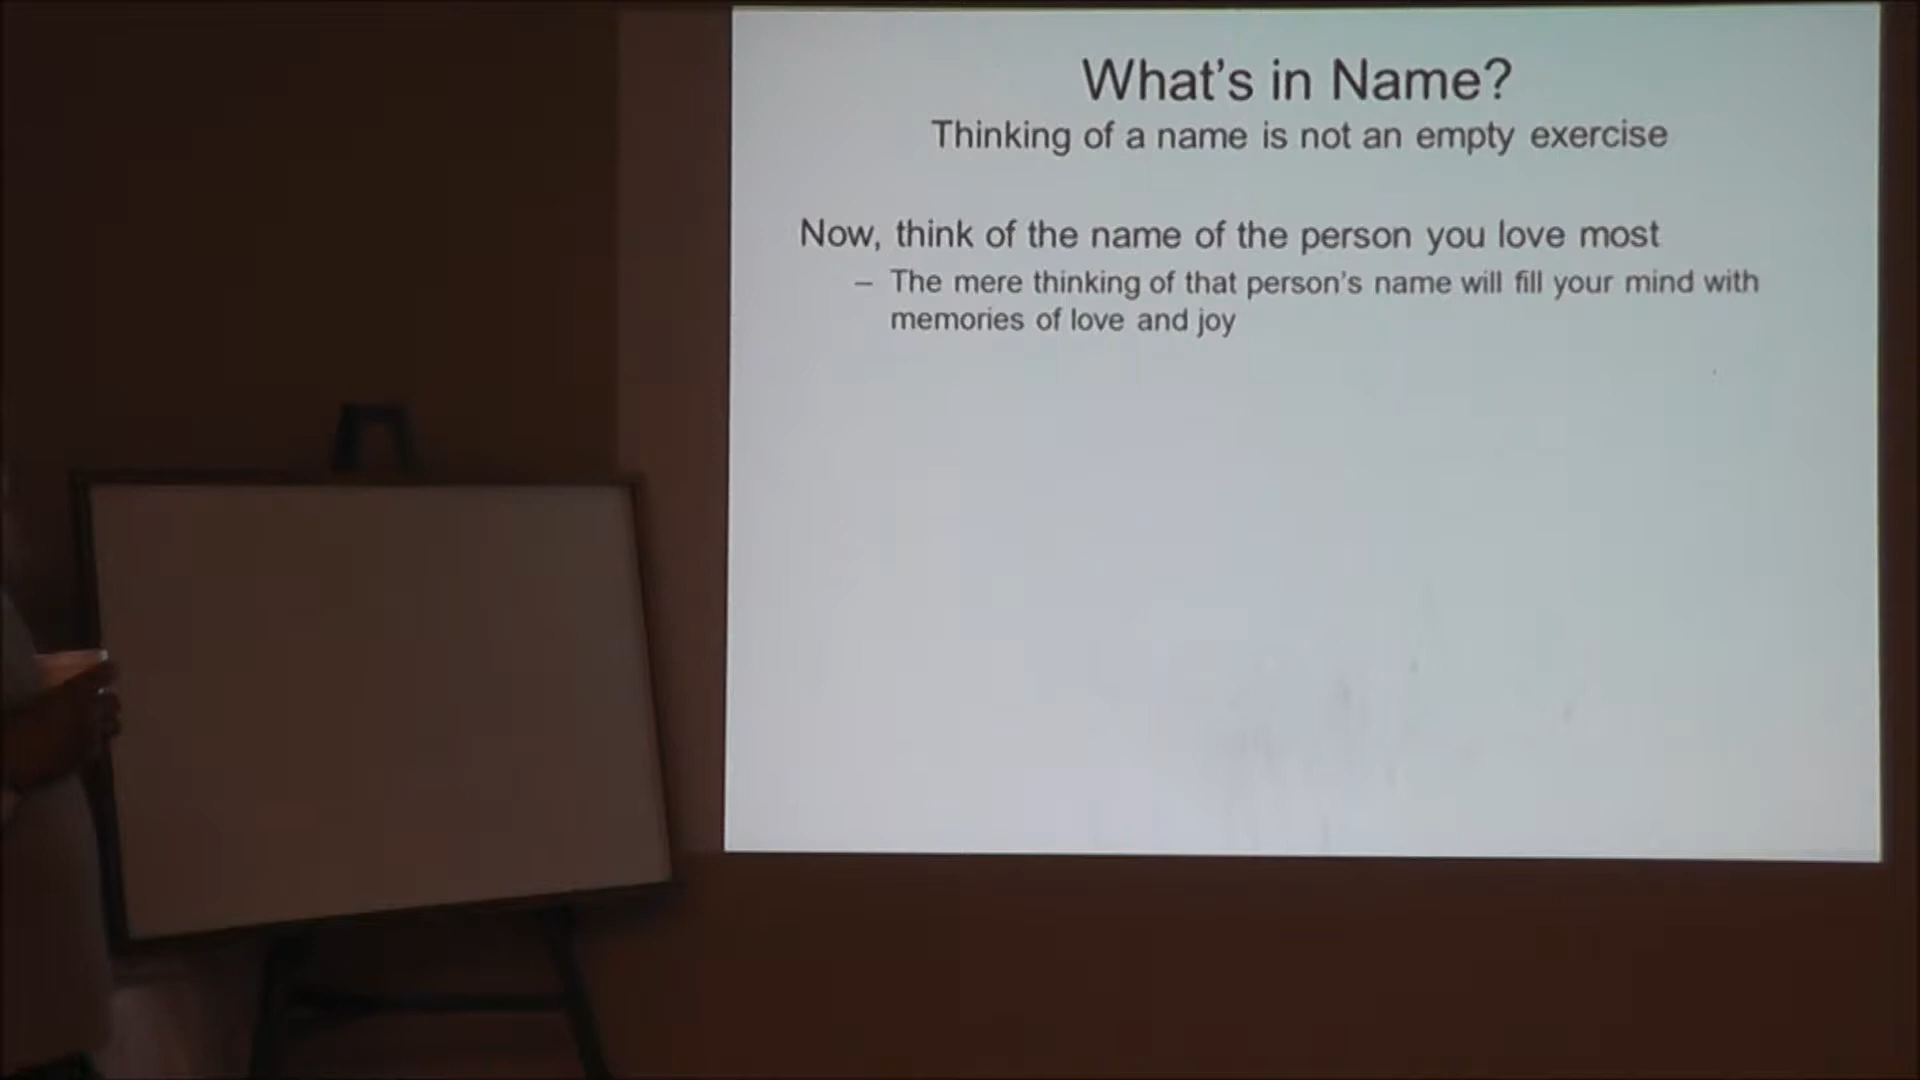 What's in Name?
Thinking of a name is not an empty exercise
Now, think of the name of the person you love most
– The mere thinking of that person's name will fill your mind with
memories of love and joy